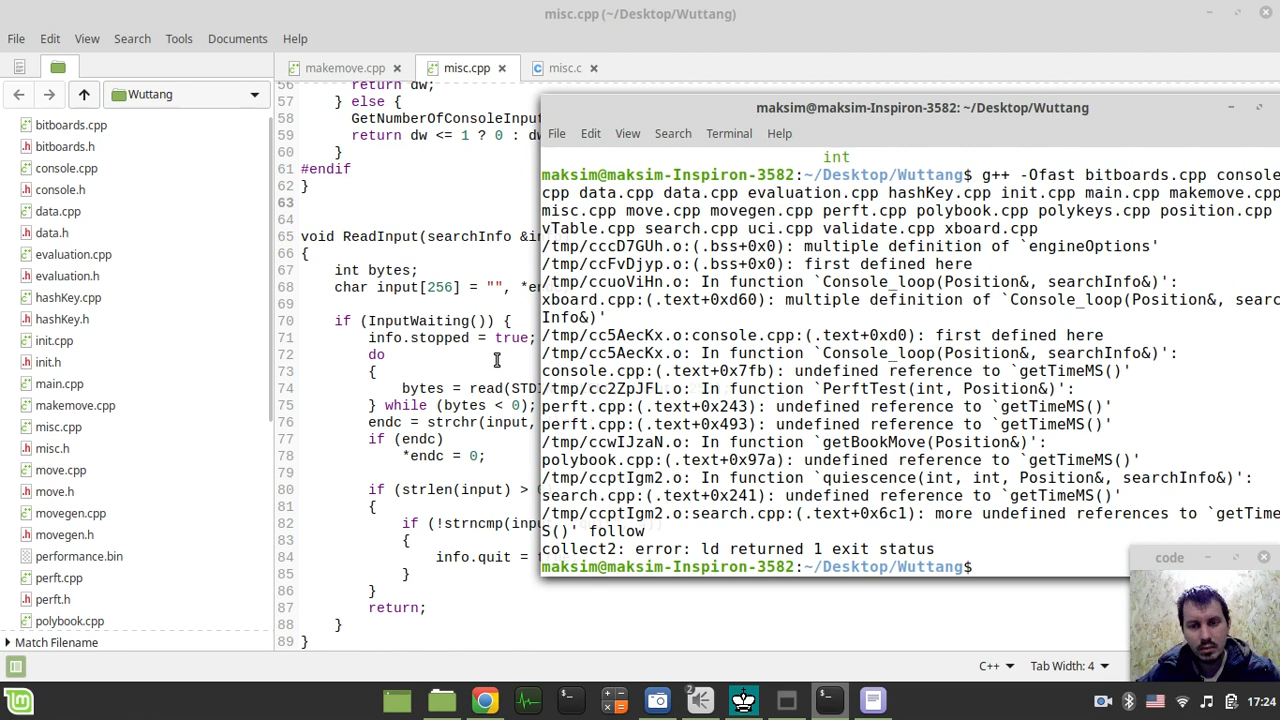 misc.cpp (~/Desktop/Wuttang)
File Edit View Search Tools Documents Help
makemove.cpp misc.cpp misc.c
Wuttang
bitboards.cpp
bitboards.h
console.cpp
console.h
data.cpp
data.h
evaluation.cpp
evaluation.h
hashKey.cpp
hashKey.h
init.cpp
init.h
main.cpp
makemove.cpp
misc.cpp
misc.h
move.cpp
move.h
movegen.cpp
movegen.h
performance.bin
perft.cpp
perft.h
polybook.cpp
Match Filename
56 return dw;
57 } else {
58 GetNumberOfConsoleInpu
59 return dw <= 1 ? 0 : dw
60 }
61 #endif
62 }
63
64
65 void ReadInput(searchInfo &in
66 {
67 int bytes;
68 char input[256] = "", *en
69
70 if (InputWaiting()) {
71 info.stopped = true;
72 do
73 {
74 bytes = read(STDI
75 } while (bytes < 0);
76 endc = strchr(input,
77 if (endc)
78 *endc = 0;
79
80 if (strlen(input) > 0
81 {
82 if (!strncmp(inpu
83 {
84 info.quit = t
85 }
86 }
87 return;
88 }
89 }
maksim@maksim-Inspiron-3582: ~/Desktop/Wuttang
File Edit View Search Terminal Help
int
maksim@maksim-Inspiron-3582:~/Desktop/Wuttang$ g++ -Ofast bitboards.cpp console.
cpp data.cpp data.cpp evaluation.cpp hashKey.cpp init.cpp main.cpp makemove.cpp
misc.cpp move.cpp movegen.cpp perft.cpp polybook.cpp polykeys.cpp position.cpp
vTable.cpp search.cpp uci.cpp validate.cpp xboard.cpp
/tmp/cccD7GUh.o:(.bss+0x0): multiple definition of `engineOptions'
/tmp/ccFvDjyp.o:(.bss+0x0): first defined here
/tmp/ccuoViHn.o: In function `Console_loop(Position&, searchInfo&)':
xboard.cpp:(.text+0xd60): multiple definition of `Console_loop(Position&, search
Info&)'
/tmp/cc5AecKx.o:console.cpp:(.text+0xd0): first defined here
/tmp/cc5AecKx.o: In function `Console_loop(Position&, searchInfo&)':
console.cpp:(.text+0x7fb): undefined reference to `getTimeMS()'
/tmp/cc2ZpJFL.o: In function `PerftTest(int, Position&)':
perft.cpp:(.text+0x243): undefined reference to `getTimeMS()'
perft.cpp:(.text+0x493): undefined reference to `getTimeMS()'
/tmp/ccwIJzaN.o: In function `getBookMove(Position&)':
polybook.cpp:(.text+0x97a): undefined reference to `getTimeMS()'
/tmp/ccptIgm2.o: In function `quiescence(int, int, Position&, searchInfo&)':
search.cpp:(.text+0x241): undefined reference to `getTimeMS()'
/tmp/ccptIgm2.o:search.cpp:(.text+0x6c1): more undefined references to `getTimeM
S()' follow
collect2: error: ld returned 1 exit status
maksim@maksim-Inspiron-3582:~/Desktop/Wuttang$
code
C++ Tab Width: 4
2
17:24